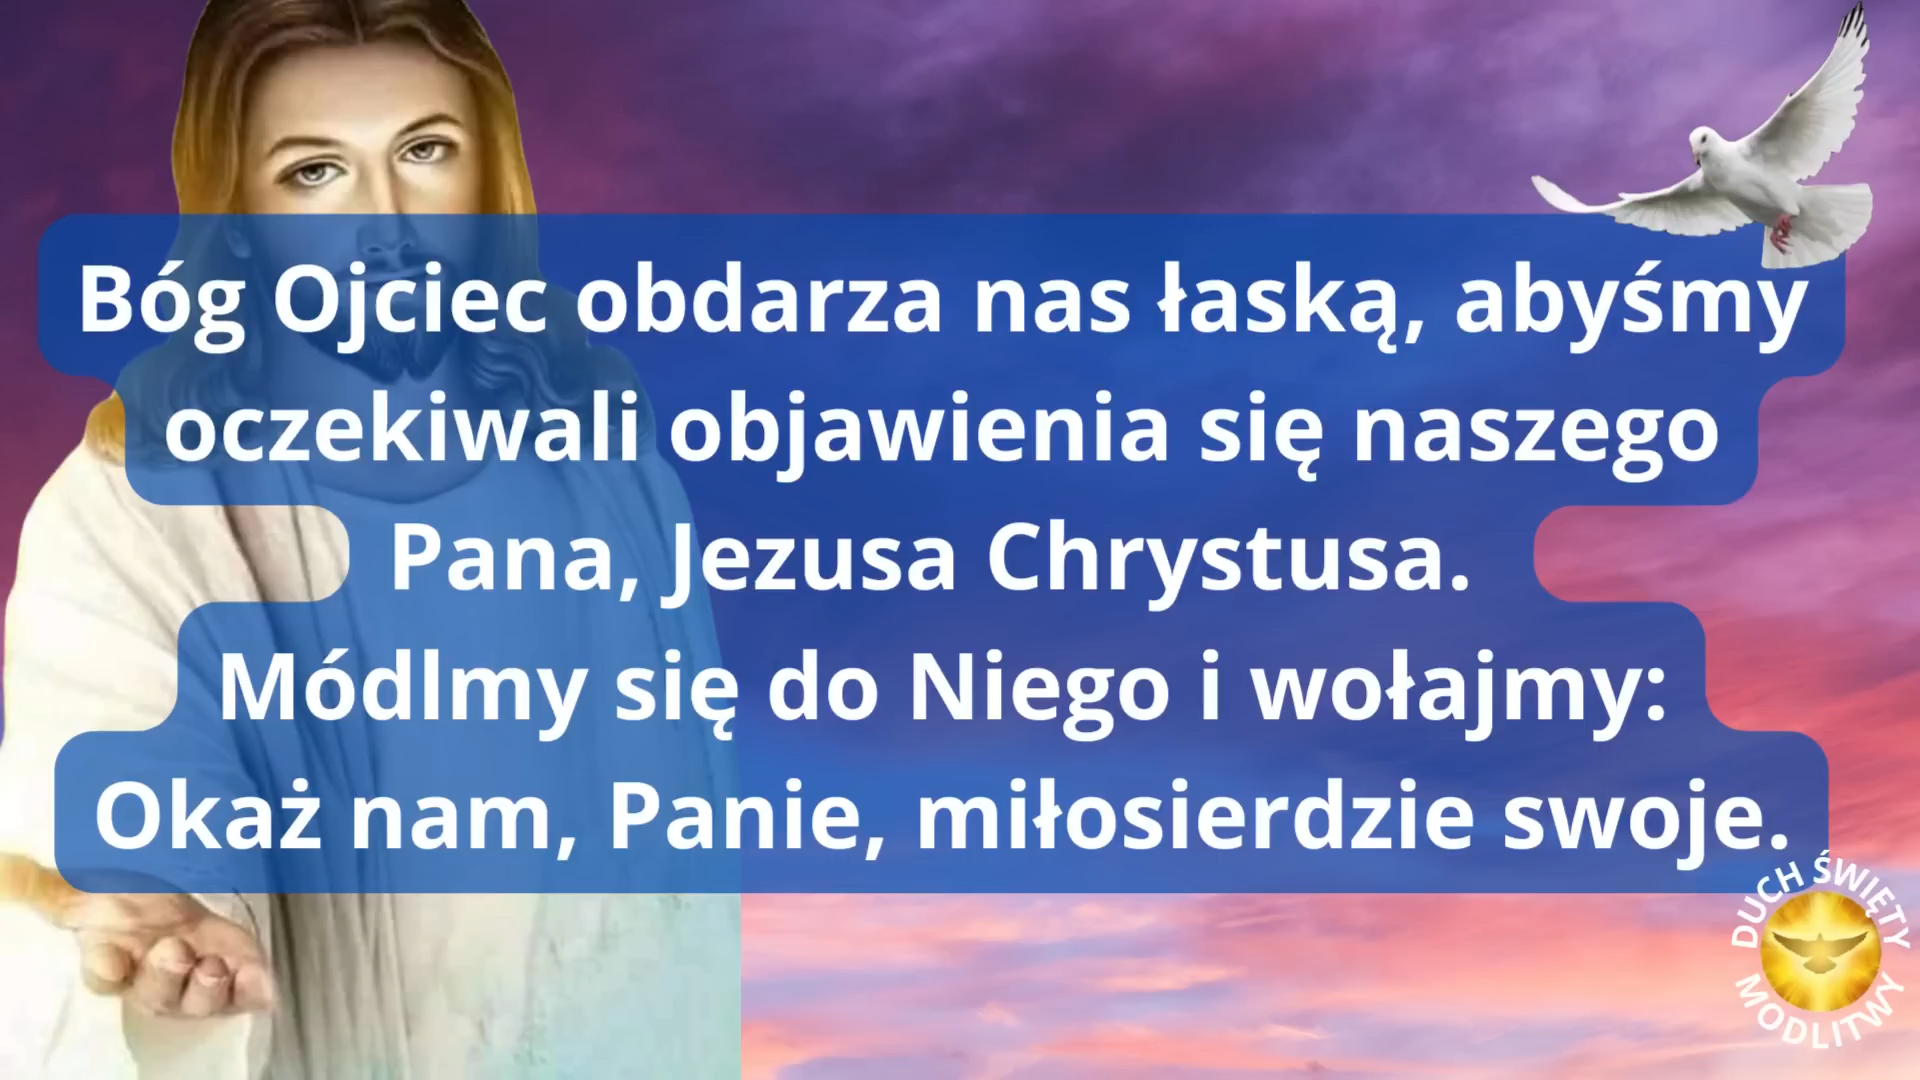 Bóg Ojciec obdarza nas łaską, abyśmy
oczekiwali objawienia się naszego
Pana, Jezusa Chrystusa.
Módlmy się do Niego i wołajmy:
Okaż nam, Panie, miłosierdzie swoje.
DUCH ŚWIĘTY
MODLITWY